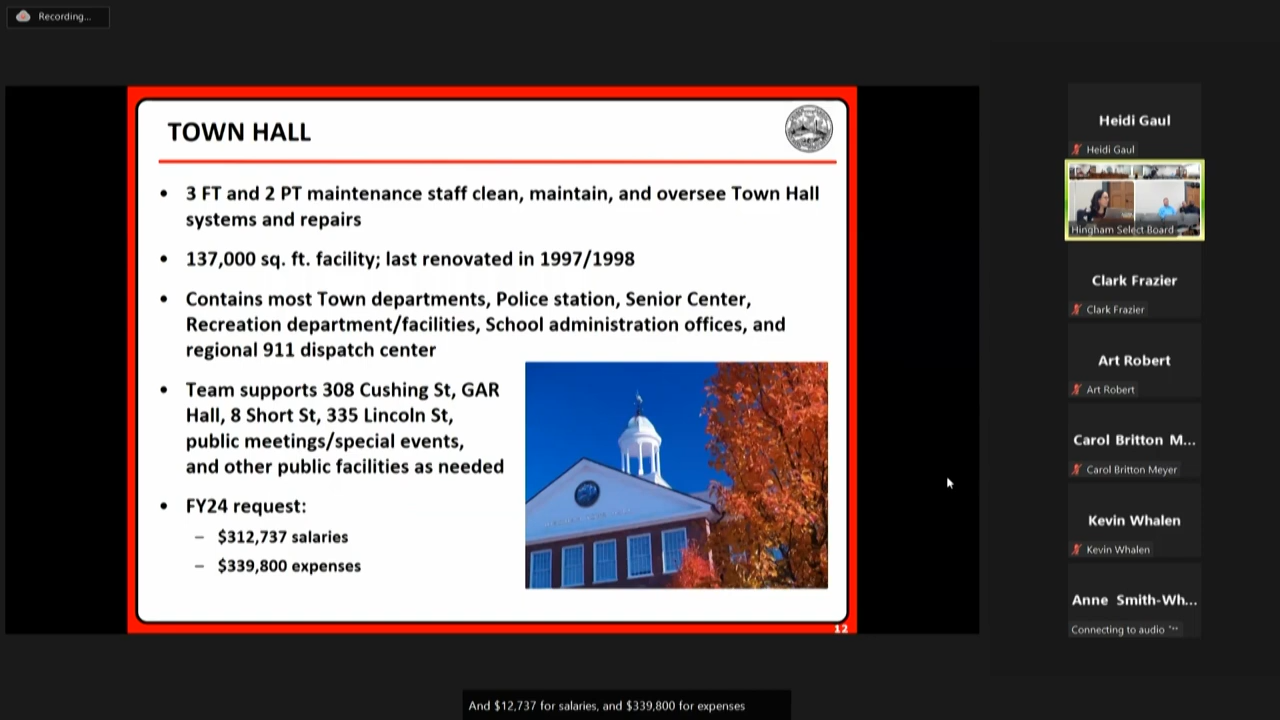 Recording...
TOWN HALL
• 3 FT and 2 PT maintenance staff clean, maintain, and oversee Town Hall
systems and repairs
• 137,000 sq. ft. facility; last renovated in 1997/1998
• Contains most Town departments, Police station, Senior Center,
Recreation department/facilities, School administration offices, and
regional 911 dispatch center
• Team supports 308 Cushing St, GAR
Hall, 8 Short St, 335 Lincoln St,
public meetings/special events,
and other public facilities as needed
• FY24 request:
– $312,737 salaries
– $339,800 expenses
12
Heidi Gaul
Heidi Gaul
Hingham Select Board
Clark Frazier
Clark Frazier
Art Robert
Art Robert
Carol Britton M...
Carol Britton Meyer
Kevin Whalen
Kevin Whalen
Anne Smith-Wh...
Connecting to audio ...
And $12,737 for salaries, and $339,800 for expenses